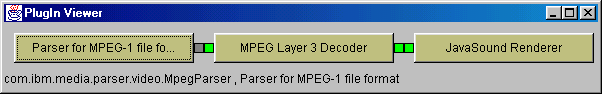 PlugIn Viewer
Parser for MPEG-1 file fo...
MPEG Layer 3 Decoder
JavaSound Renderer
com.ibm.media.parser.video.MpegParser , Parser for MPEG-1 file format